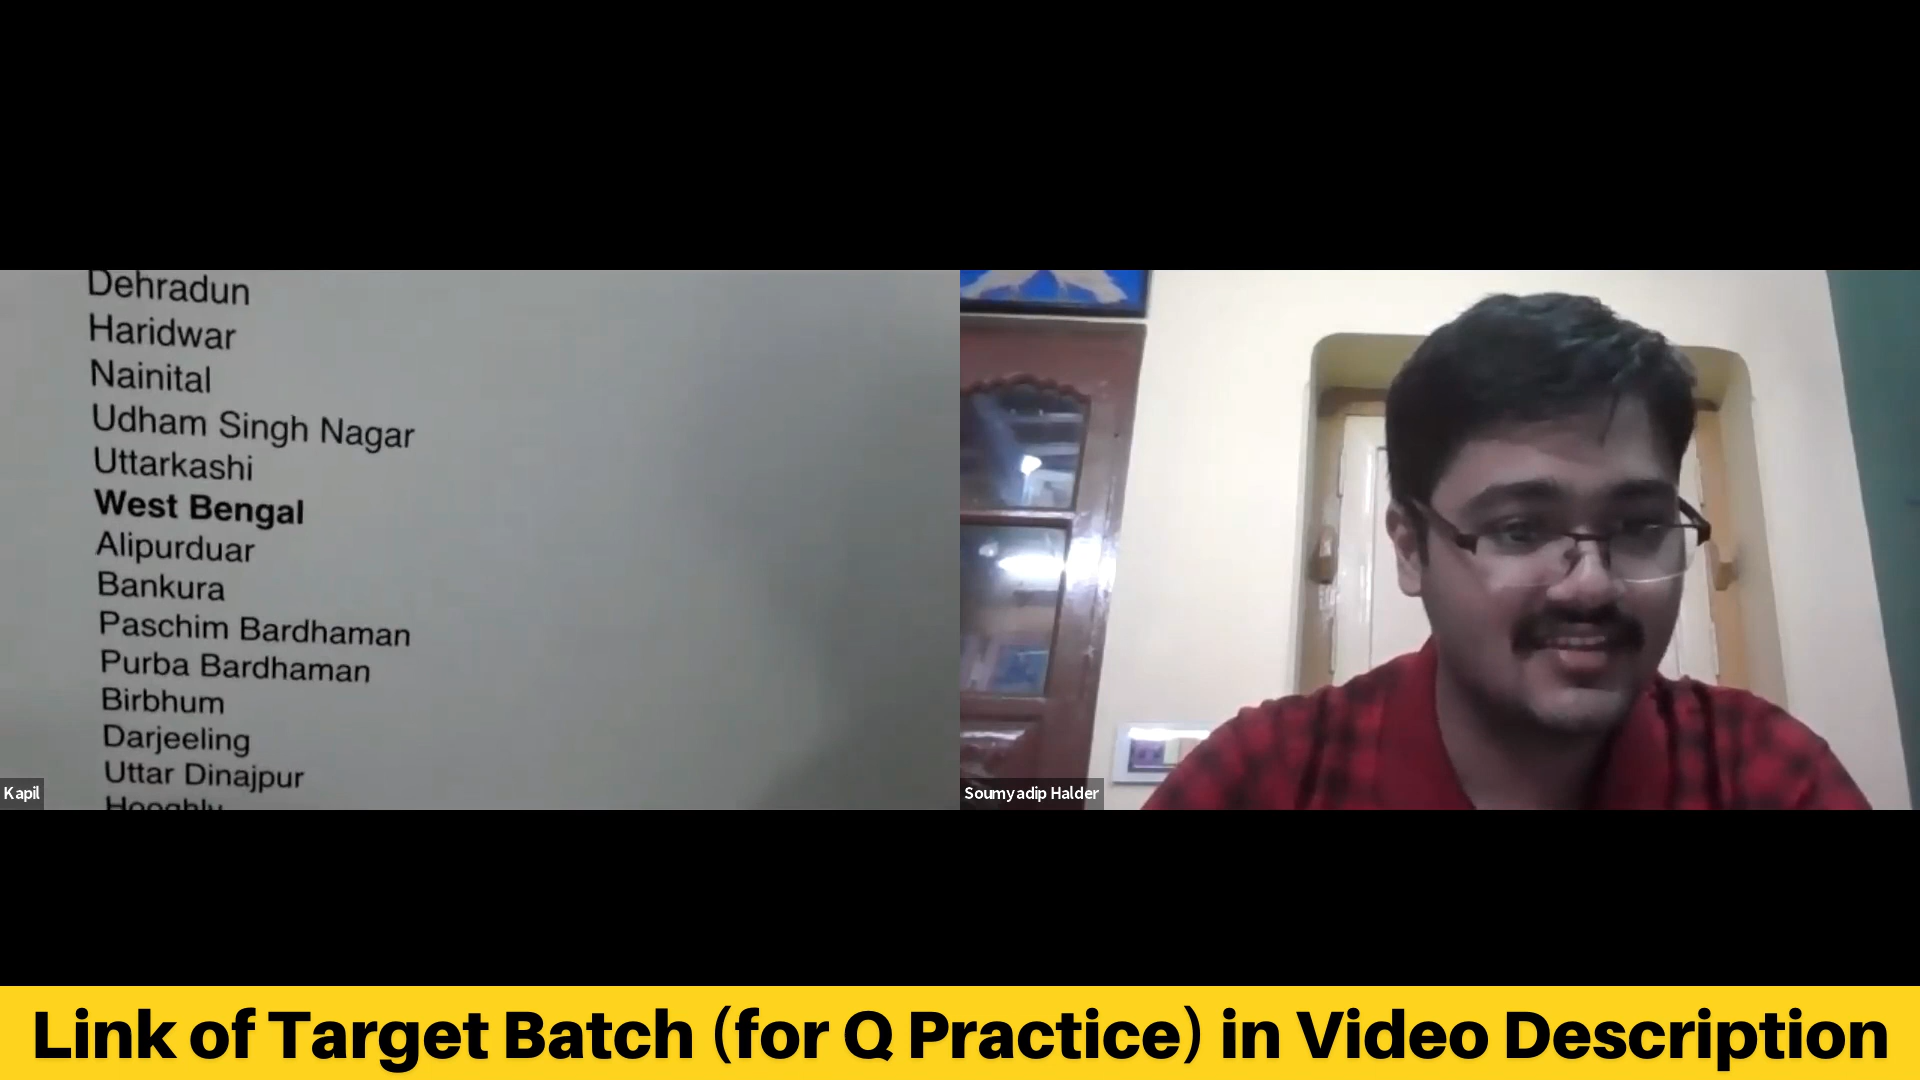 Dehradun
Haridwar
Nainital
Udham Singh Nagar
Uttarkashi
West Bengal
Alipurduar
Bankura
Paschim Bardhaman
Purba Bardhaman
Birbhum
Darjeeling
Uttar Dinajpur
Hooghly
Kapil
Soumyadip Halder
Link of Target Batch (for Q Practice) in Video Description